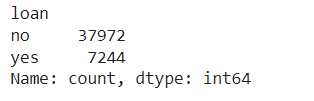 loan
no     37972
yes     7244
Name: count, dtype: int64